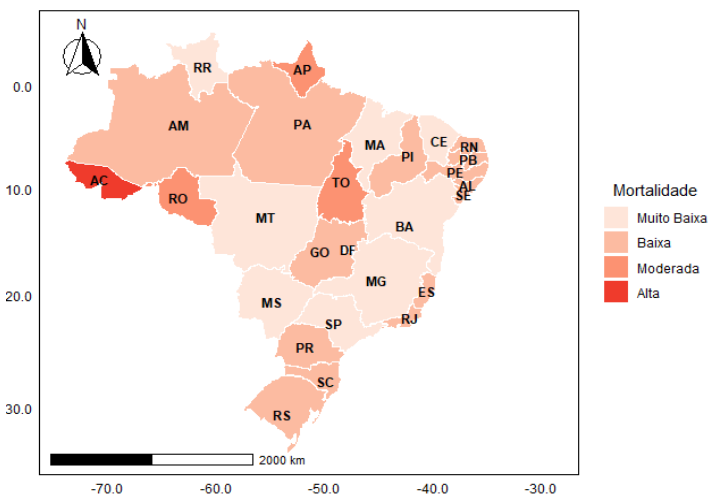 N
RR
AP
0.0
AM
PA
MA
CE
RN
PI
PB
PE
AC
AL
TO
SE
10.0
RO
Mortalidade
MT
BA
Muito Baixa
GO
DF
Baixa
Moderada
MG
ES
Alta
20.0
MS
RJ
SP
PR
SC
30.0
RS
2000 km
-70.0
-60.0
-50.0
-40.0
-30.0